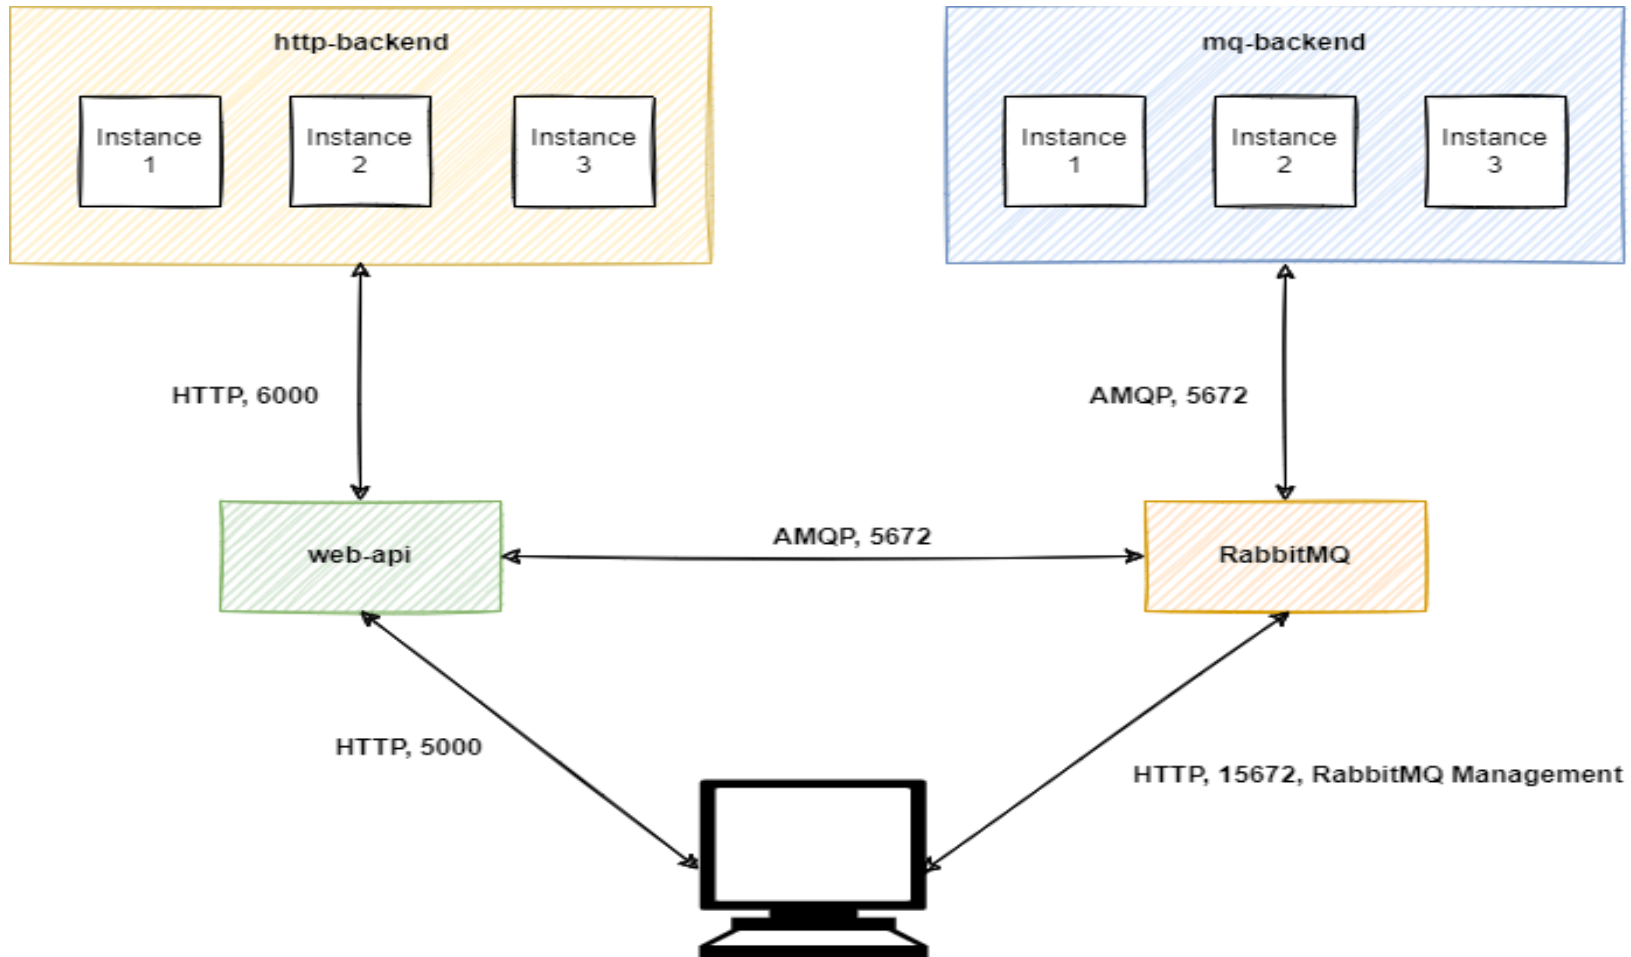 http-backend
mq-backend
Instance
1
Instance
2
Instance
3
Instance
1
Instance
2
Instance
3
HTTP, 6000
AMQP, 5672
web-api
AMQP, 5672
RabbitMQ
HTTP, 5000
HTTP, 15672, RabbitMQ Management